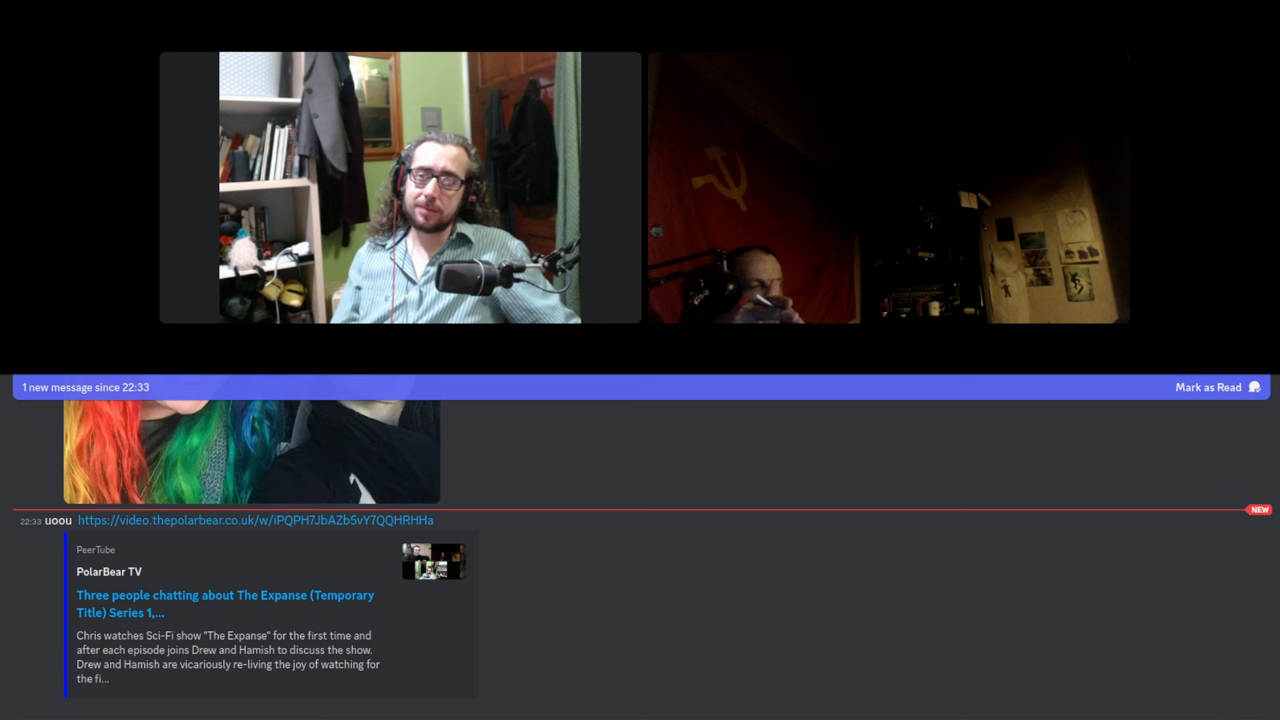 1 new message since 22:33
Mark as Read
NEW
22:33 uoou https://video.thepolarbear.co.uk/w/iPQPH7JbAZb5vY7QQHRHHa
PeerTube
PolarBear TV
Three people chatting about The Expanse (Temporary
Title) Series 1,...
Chris watches Sci-Fi show "The Expanse" for the first time and
after each episode joins Drew and Hamish to discuss the show.
Drew and Hamish are vicariously re-living the joy of watching for
the fi...